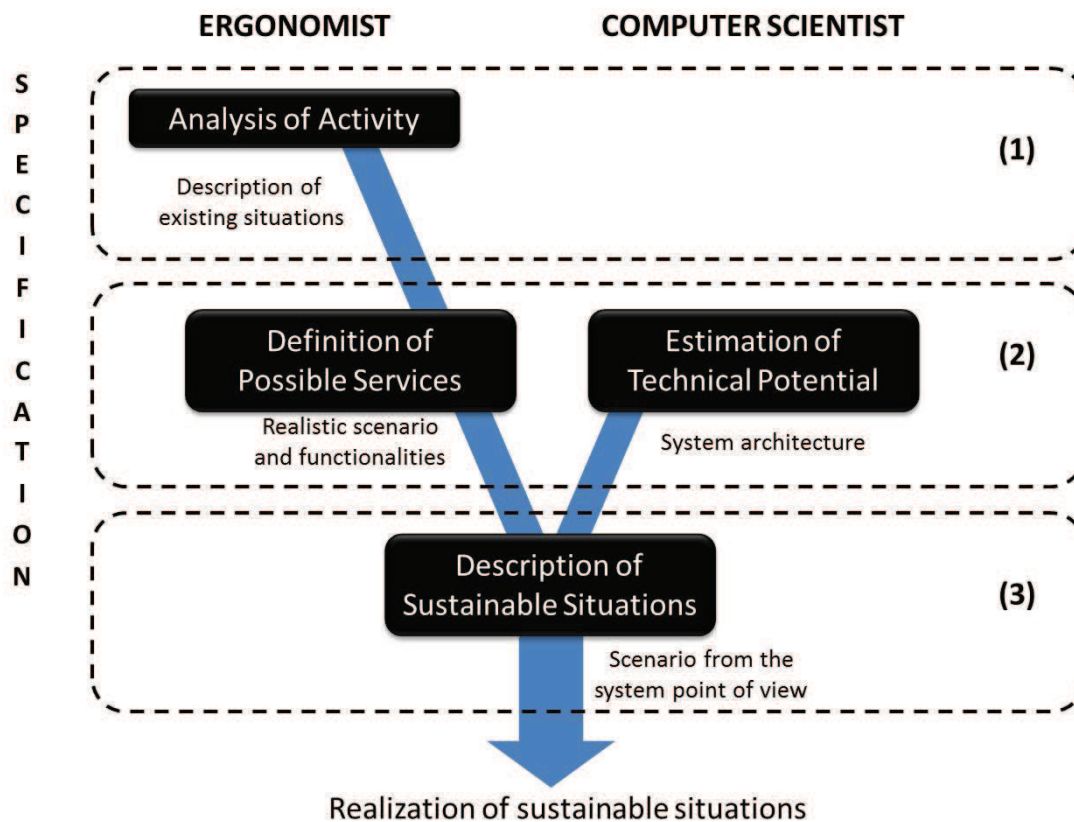 ERGONOMIST COMPUTER SCIENTIST
SPECIFICATION
Analysis of Activity
(1)
Description of
existing situations
Definition of
Possible Services
Estimation of
Technical Potential
(2)
Realistic scenario
and functionalities
System architecture
Description of
Sustainable Situations
(3)
Scenario from the
system point of view
Realization of sustainable situations